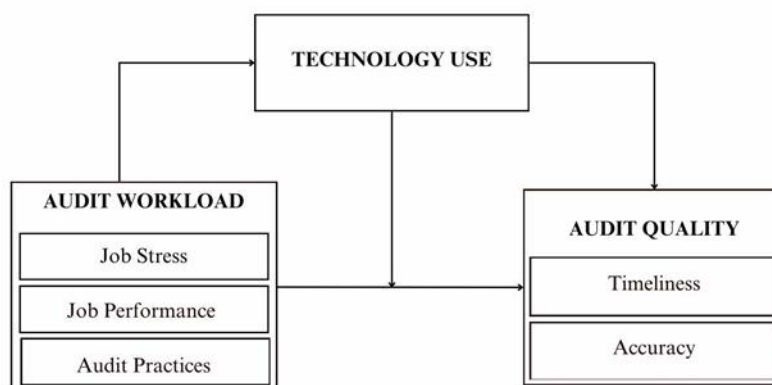 TECHNOLOGY USE
AUDIT WORKLOAD
Job Stress
Job Performance
Audit Practices
AUDIT QUALITY
Timeliness
Accuracy